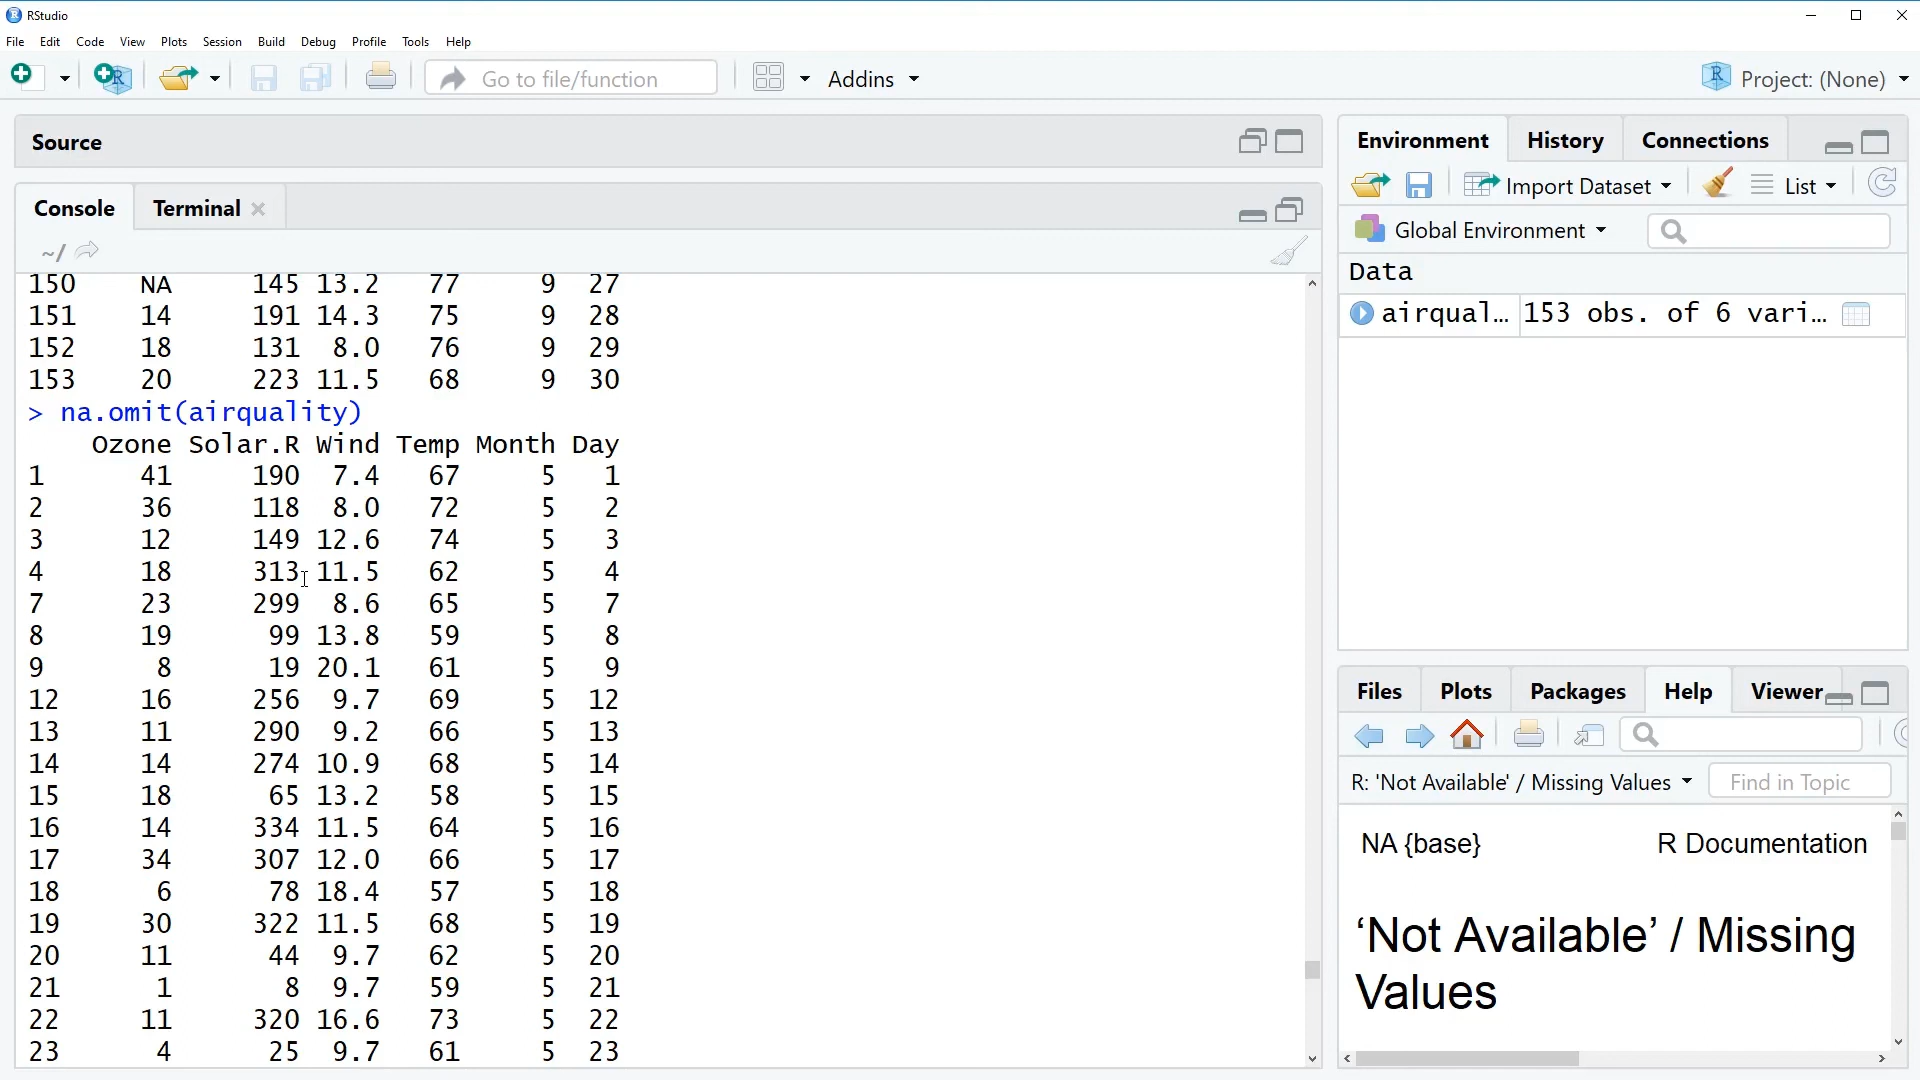 RStudio
File Edit Code View Plots Session Build Debug Profile Tools Help
Go to file/function Addins Project: (None)
Source
Console Terminal
~/
150 NA 145 13.2 77 9 27
151 14 191 14.3 75 9 28
152 18 131 8.0 76 9 29
153 20 223 11.5 68 9 30
> na.omit(airquality)
Ozone Solar.R Wind Temp Month Day
1 41 190 7.4 67 5 1
2 36 118 8.0 72 5 2
3 12 149 12.6 74 5 3
4 18 313 11.5 62 5 4
7 23 299 8.6 65 5 7
8 19 99 13.8 59 5 8
9 8 19 20.1 61 5 9
12 16 256 9.7 69 5 12
13 11 290 9.2 66 5 13
14 14 274 10.9 68 5 14
15 18 65 13.2 58 5 15
16 14 334 11.5 64 5 16
17 34 307 12.0 66 5 17
18 6 78 18.4 57 5 18
19 30 322 11.5 68 5 19
20 11 44 9.7 62 5 20
21 1 8 9.7 59 5 21
22 11 320 16.6 73 5 22
23 4 25 9.7 61 5 23
Environment History Connections
Import Dataset List
Global Environment
Data
airqual... 153 obs. of 6 vari...
Files Plots Packages Help Viewer
R: 'Not Available' / Missing Values Find in Topic
NA {base} R Documentation
‘Not Available’ / Missing
Values